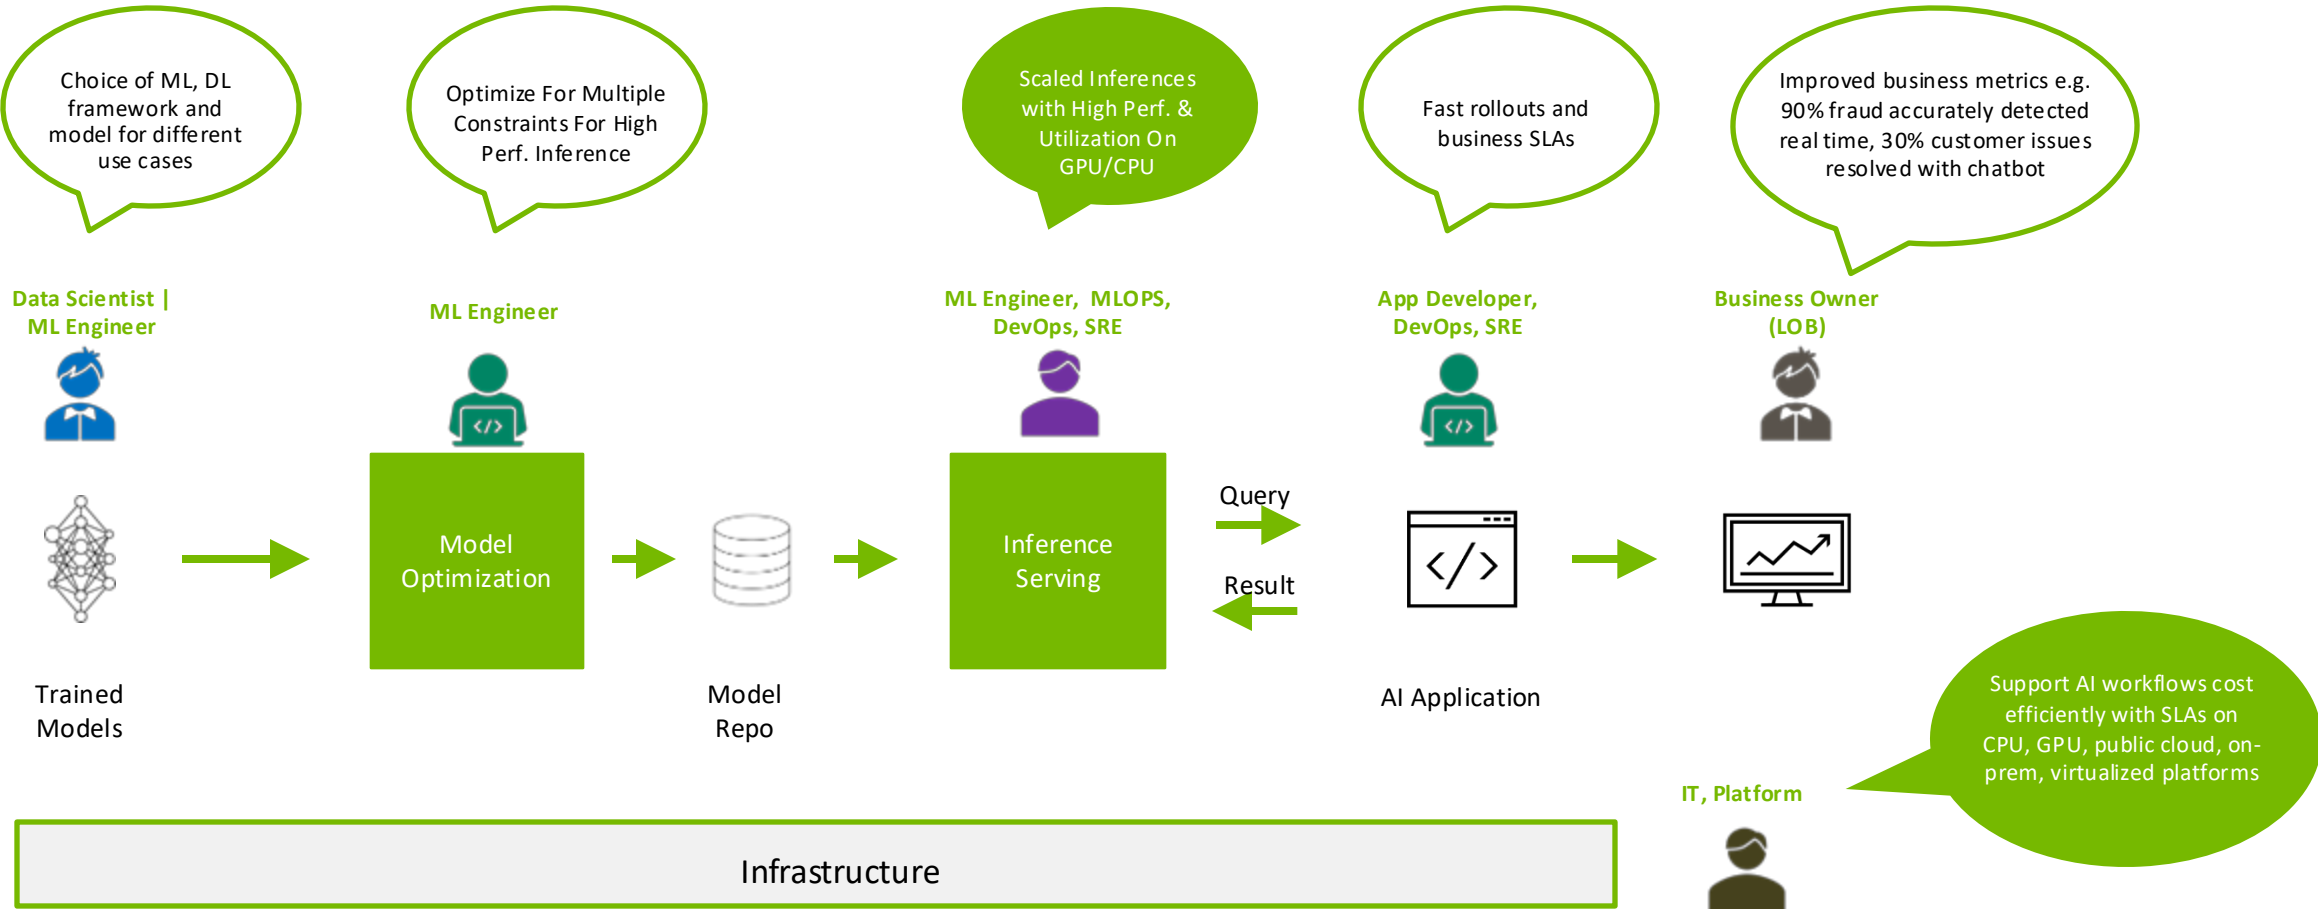 Choice of ML, DL
framework and
model for different
use cases
Optimize For Multiple
Constraints For High
Perf. Inference
Scaled Inferences
with High Perf. &
Utilization On
GPU/CPU
Fast rollouts and
business SLAs
Improved business metrics e.g.
90% fraud accurately detected
real time, 30% customer issues
resolved with chatbot
Data Scientist |
ML Engineer
ML Engineer
ML Engineer, MLOPS,
DevOps, SRE
App Developer,
DevOps, SRE
Business Owner
(LOB)
</>
</>
Model
Optimization
Inference
Serving
Query
Result
</>
Trained
Models
Model
Repo
AI Application
Support AI workflows cost
efficiently with SLAs on
CPU, GPU, public cloud, on-
prem, virtualized platforms
IT, Platform
Infrastructure